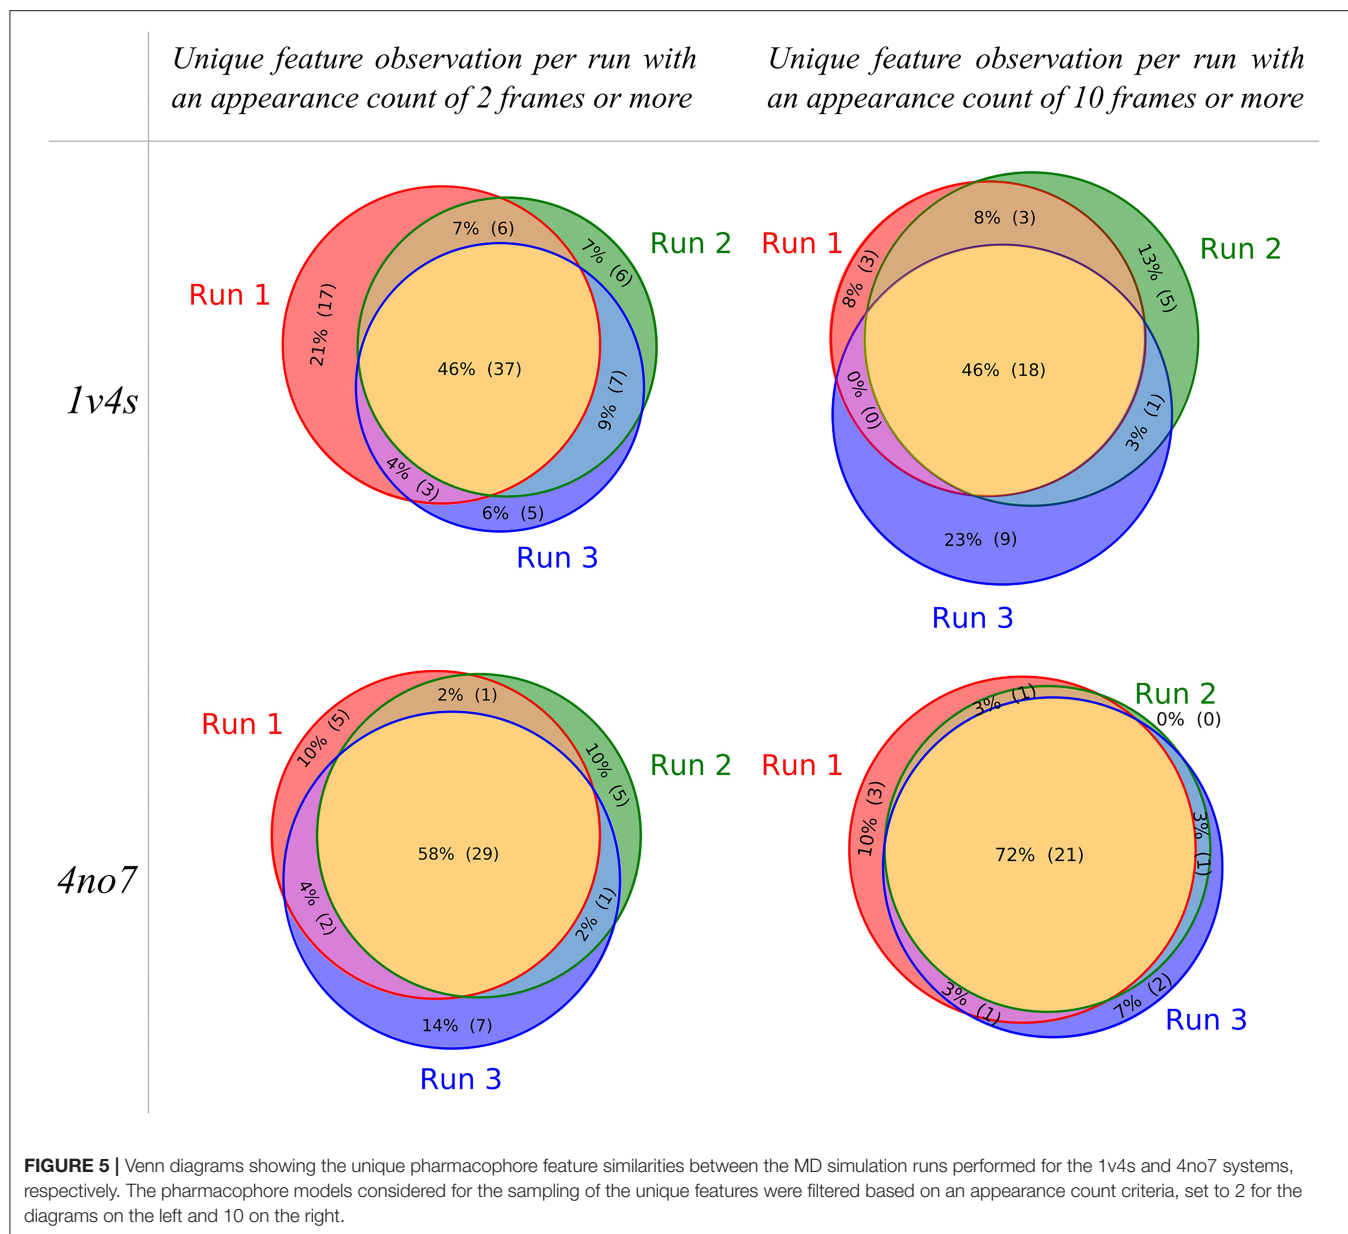 Unique feature observation per run with
an appearance count of 2 frames or more
Unique feature observation per run with
an appearance count of 10 frames or more
1v4s
Run 1
Run 2
Run 3
21% (17)
7% (6)
7% (6)
46% (37)
9% (7)
4% (3)
6% (5)
Run 1
Run 2
Run 3
8% (3)
8% (3)
13% (5)
46% (18)
0% (0)
3% (1)
23% (9)
4no7
Run 1
Run 2
Run 3
10% (5)
2% (1)
10% (5)
58% (29)
4% (2)
2% (1)
14% (7)
Run 1
Run 2
Run 3
3% (1)
0% (0)
10% (3)
3% (1)
72% (21)
3% (1)
7% (2)
FIGURE 5 | Venn diagrams showing the unique pharmacophore feature similarities between the MD simulation runs performed for the 1v4s and 4no7 systems,
respectively. The pharmacophore models considered for the sampling of the unique features were filtered based on an appearance count criteria, set to 2 for the
diagrams on the left and 10 on the right.